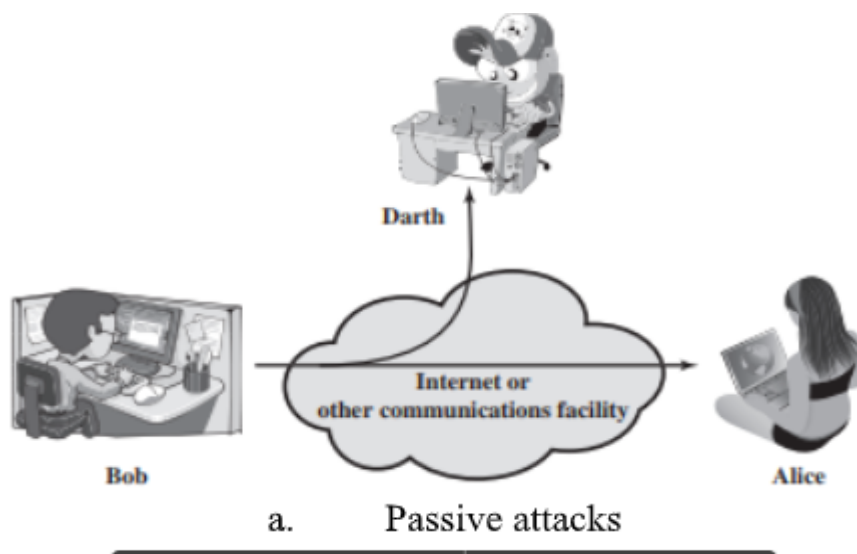 Darth
Internet or
other communications facility
Bob
Alice
a. Passive attacks